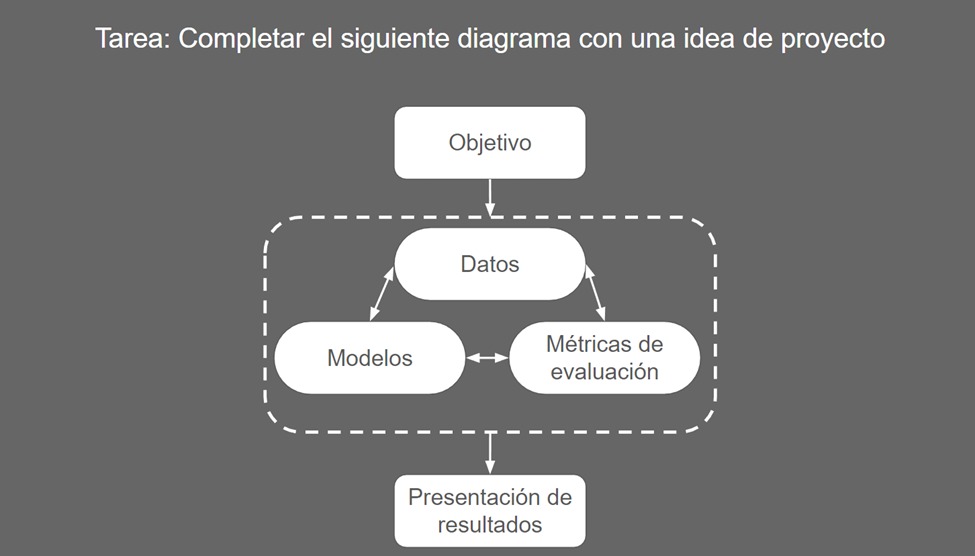 Tarea: Completar el siguiente diagrama con una idea de proyecto
Objetivo
Datos
Modelos
Métricas de
evaluación
Presentación de
resultados